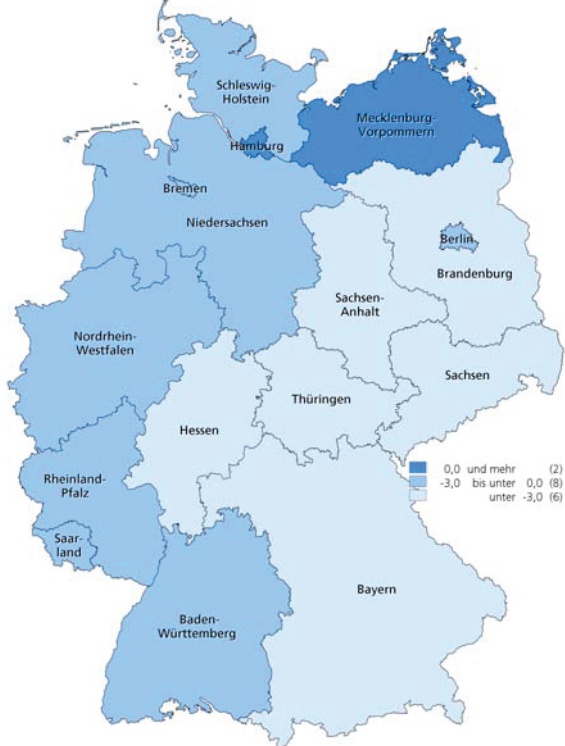 Schleswig-
Holstein
Mecklenburg-
Vorpommern
Hamburg
Bremen
Niedersachsen
Berlin
Brandenburg
Sachsen-
Anhalt
Nordrhein-
Westfalen
Sachsen
Thüringen
Hessen
0,0 und mehr (2)
-3,0 bis unter 0,0 (8)
unter -3,0 (6)
Rheinland-
Pfalz
Saar-
land
Bayern
Baden-
Württemberg